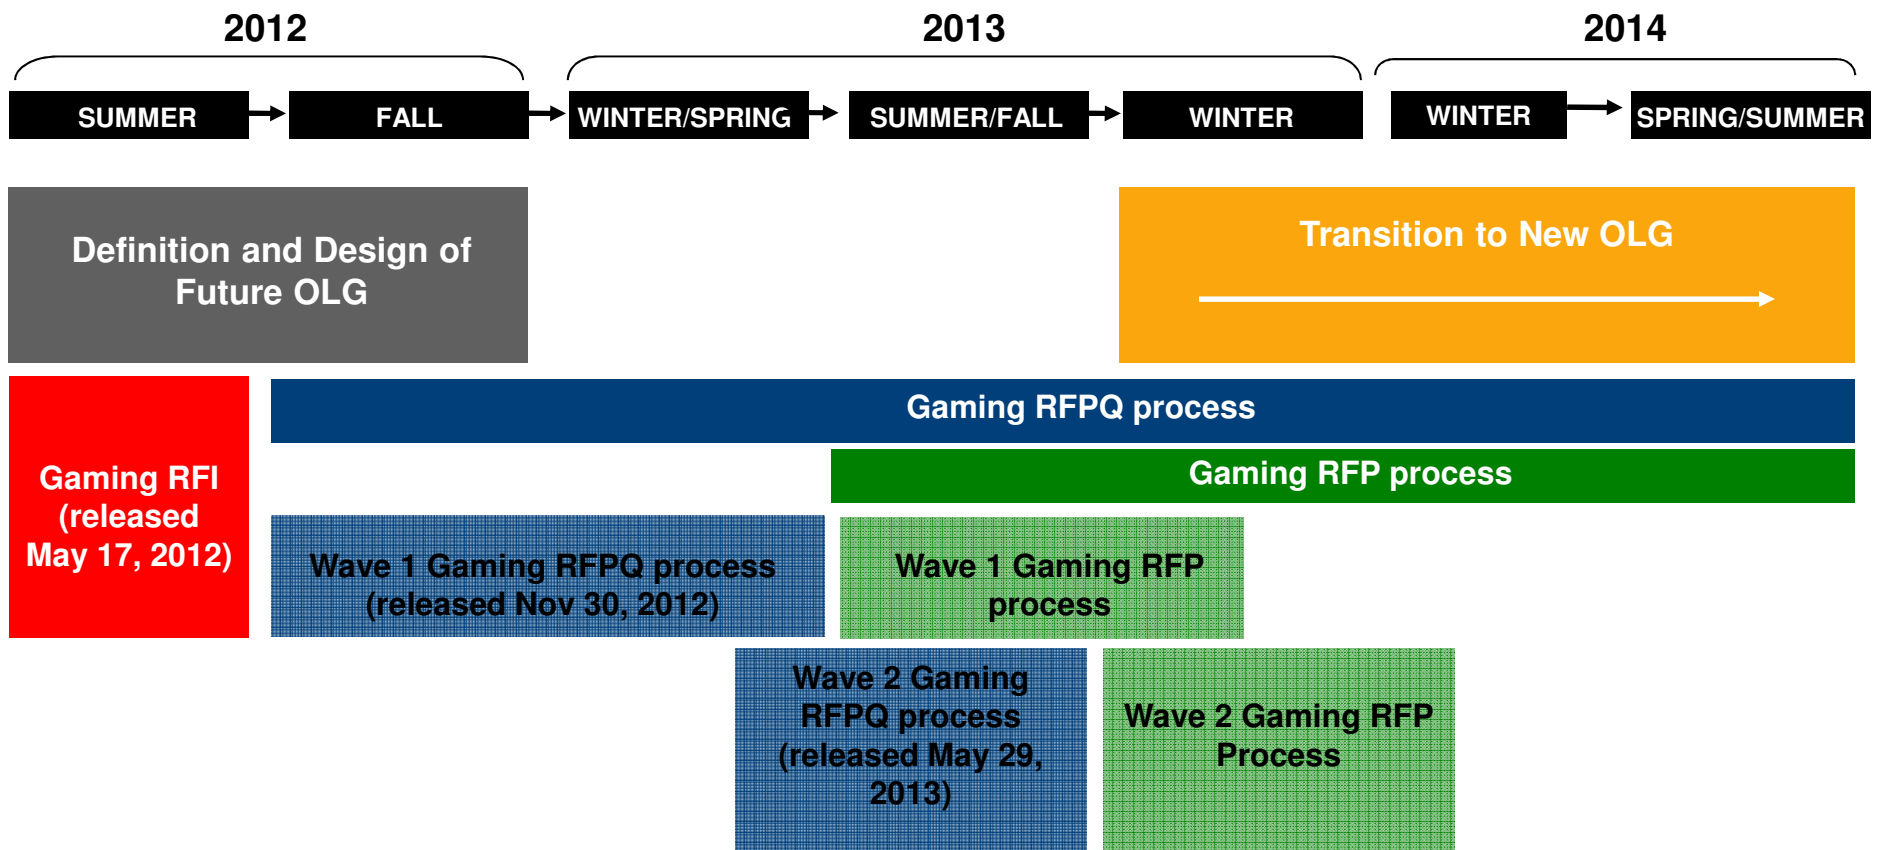 2012
2013
2014
SUMMER
FALL
WINTER/SPRING
SUMMER/FALL
WINTER
WINTER
SPRING/SUMMER
Definition and Design of
Future OLG
Transition to New OLG
Gaming RFPQ process
Gaming RFP process
Gaming RFI
(released
May 17, 2012)
Wave 1 Gaming RFPQ process
(released Nov 30, 2012)
Wave 1 Gaming RFP
process
Wave 2 Gaming
RFPQ process
(released May 29,
2013)
Wave 2 Gaming RFP
Process